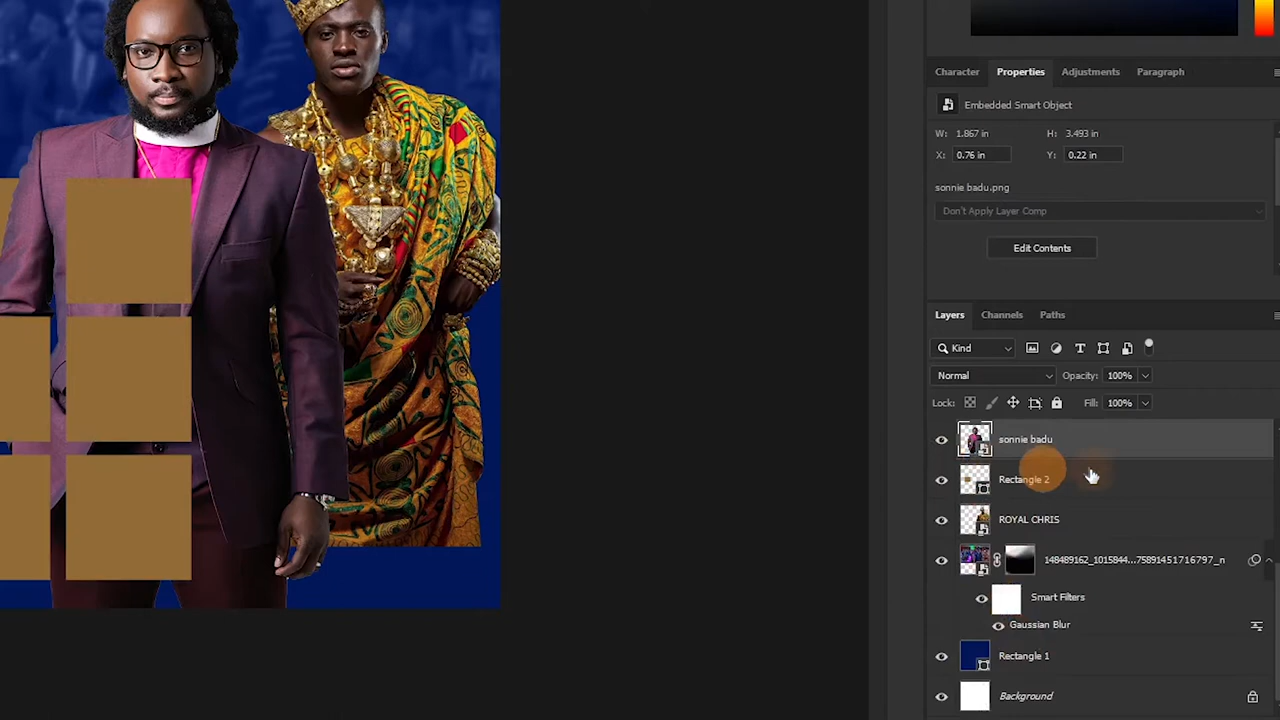 Character Properties Adjustments Paragraph
Embedded Smart Object
W: 1.867 in H: 3.493 in
X: 0.76 in Y: 0.22 in
sonnie badu.png
Don't Apply Layer Comp
Edit Contents
Layers Channels Paths
Kind
Normal Opacity: 100%
Lock: Fill: 100%
sonnie badu
Rectangle 2
ROYAL CHRIS
148489162_1015844...75891451716797_n
Smart Filters
Gaussian Blur
Rectangle 1
Background